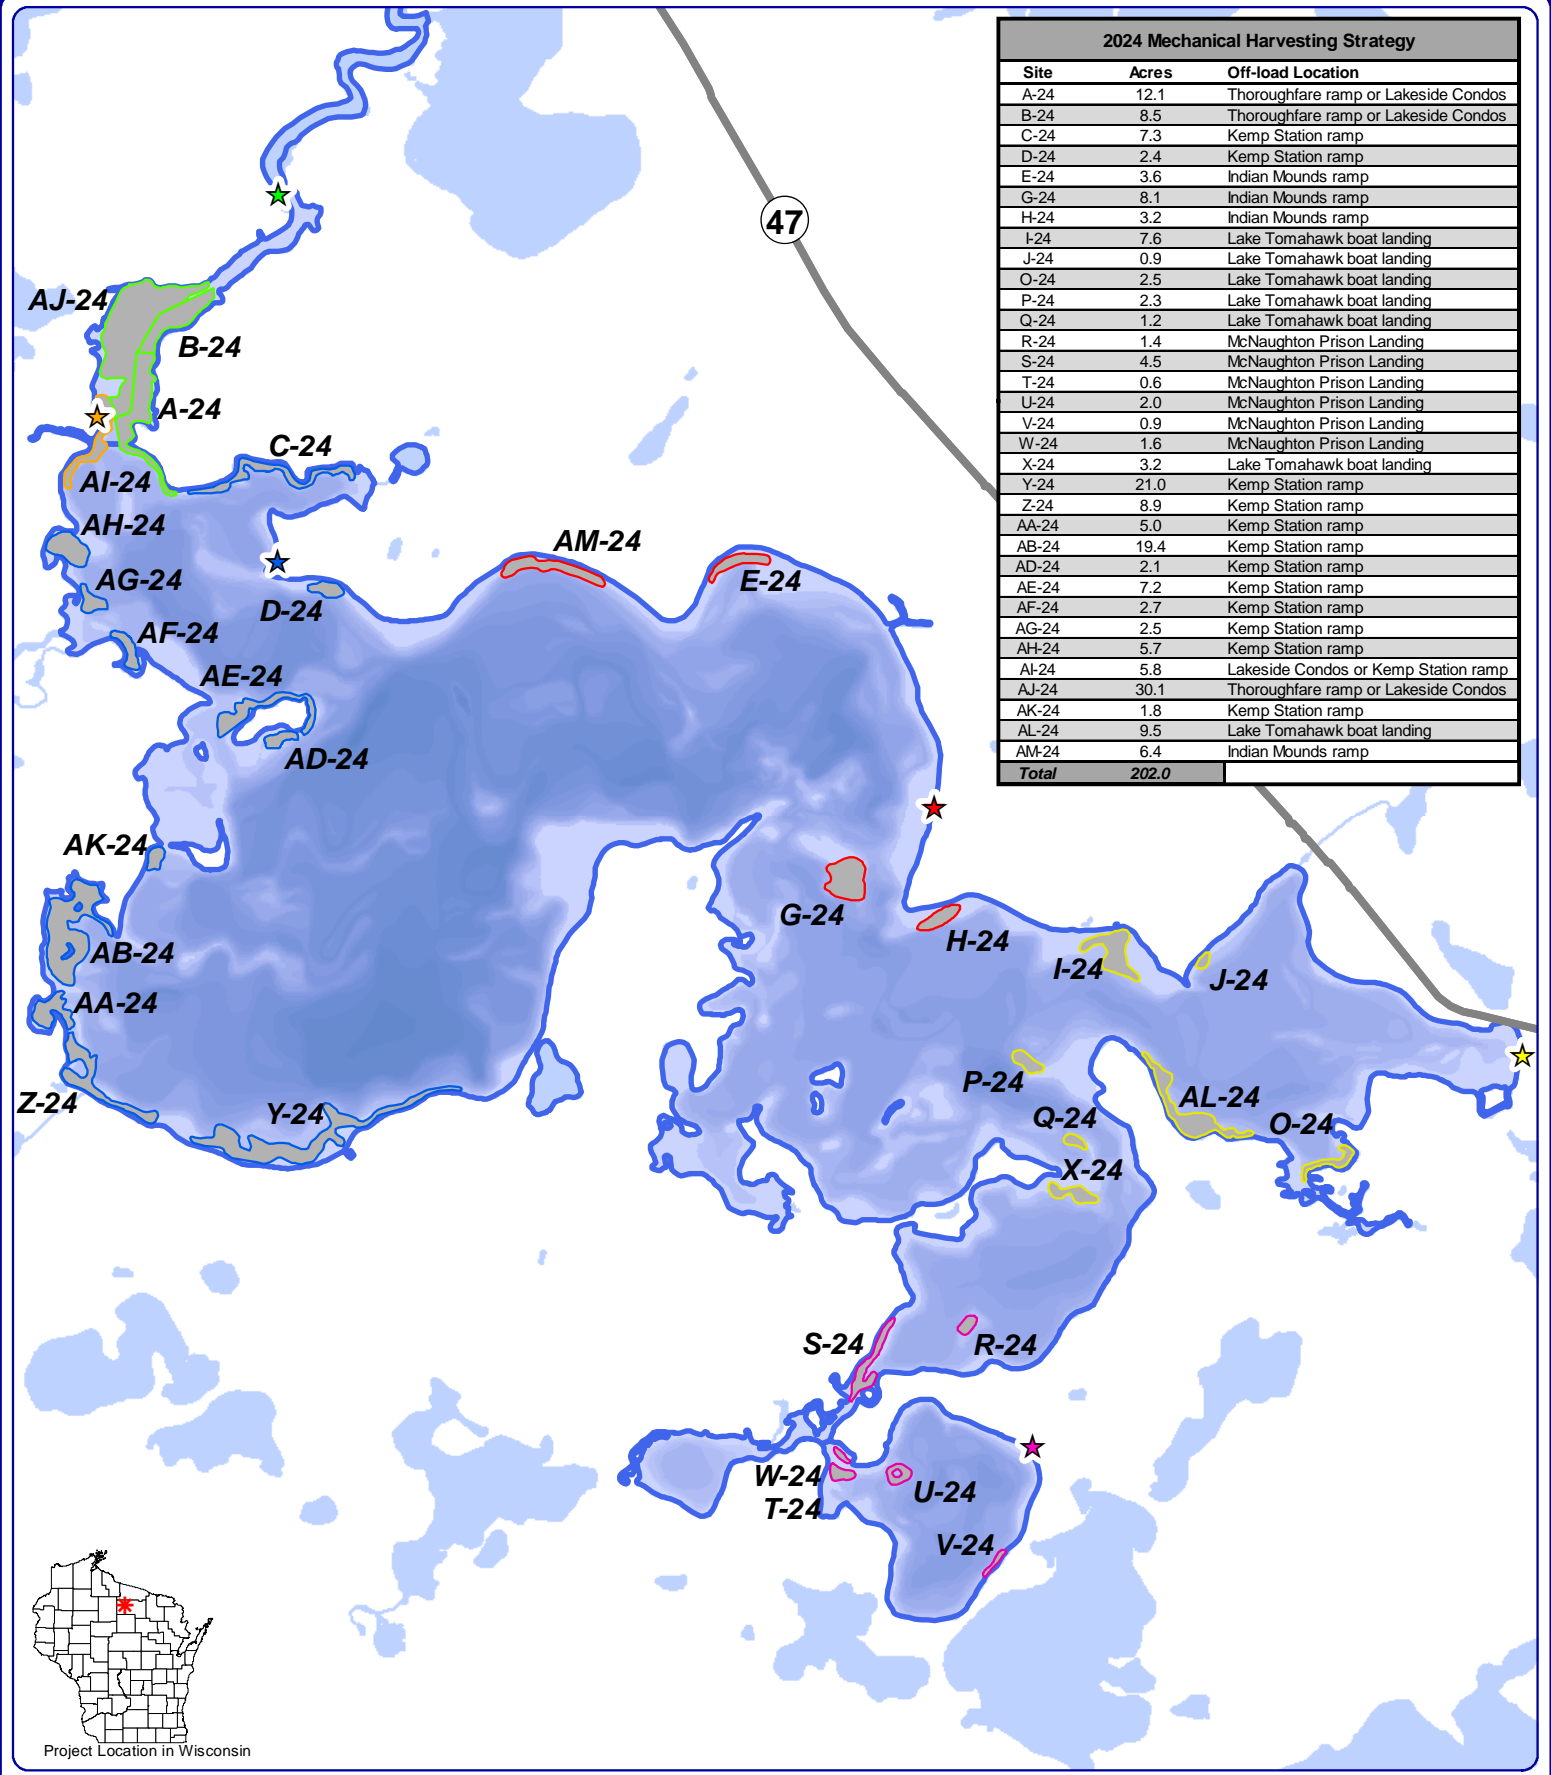 2024 Mechanical Harvesting Strategy
Site Acres Off-load Location
A-24 12.1 Thoroughfare ramp or Lakeside Condos
B-24 8.5 Thoroughfare ramp or Lakeside Condos
C-24 7.3 Kemp Station ramp
D-24 2.4 Kemp Station ramp
E-24 3.6 Indian Mounds ramp
G-24 8.1 Indian Mounds ramp
H-24 3.2 Indian Mounds ramp
I-24 7.6 Lake Tomahawk boat landing
J-24 0.9 Lake Tomahawk boat landing
O-24 2.5 Lake Tomahawk boat landing
P-24 2.3 Lake Tomahawk boat landing
Q-24 1.2 Lake Tomahawk boat landing
R-24 1.4 McNaughton Prison Landing
S-24 4.5 McNaughton Prison Landing
T-24 0.6 McNaughton Prison Landing
U-24 2.0 McNaughton Prison Landing
V-24 0.9 McNaughton Prison Landing
W-24 1.6 McNaughton Prison Landing
X-24 3.2 Lake Tomahawk boat landing
Y-24 21.0 Kemp Station ramp
Z-24 8.9 Kemp Station ramp
AA-24 5.0 Kemp Station ramp
AB-24 19.4 Kemp Station ramp
AD-24 2.1 Kemp Station ramp
AE-24 7.2 Kemp Station ramp
AF-24 2.7 Kemp Station ramp
AG-24 2.5 Kemp Station ramp
AH-24 5.7 Kemp Station ramp
AI-24 5.8 Lakeside Condos or Kemp Station ramp
AJ-24 30.1 Thoroughfare ramp or Lakeside Condos
AK-24 1.8 Kemp Station ramp
AL-24 9.5 Lake Tomahawk boat landing
AM-24 6.4 Indian Mounds ramp
Total 202.0
47
AJ-24
B-24
A-24
C-24
AI-24
AH-24
AM-24
AG-24
E-24
D-24
AF-24
AE-24
AD-24
AK-24
G-24
H-24
AB-24
I-24
J-24
AA-24
P-24
Z-24
Y-24
AL-24
Q-24
O-24
X-24
S-24
R-24
W-24
U-24
T-24
V-24
Project Location in Wisconsin